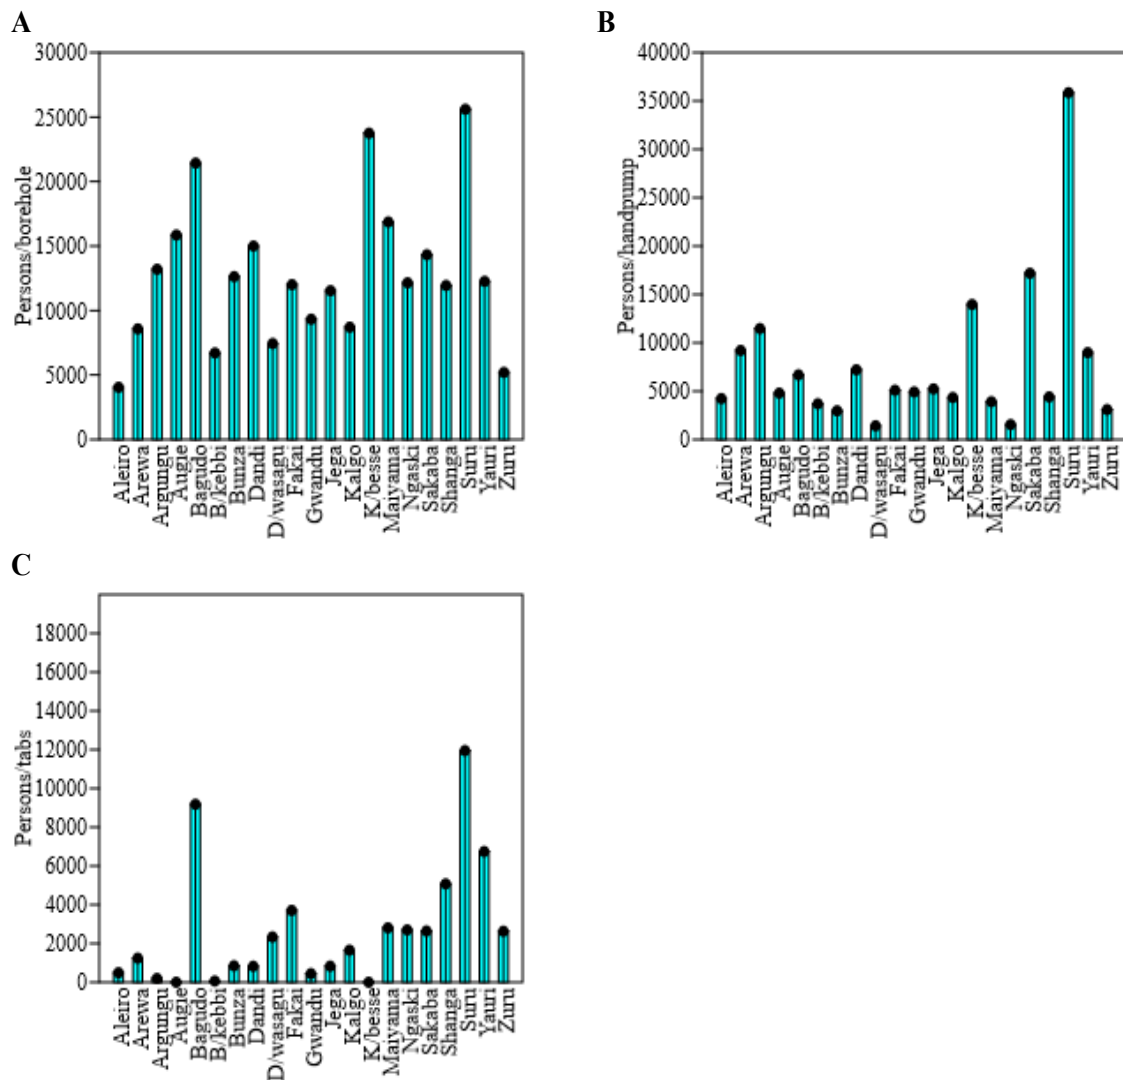 A
30000
25000
20000
15000
10000
5000
0
Persons/borehole
Aleiro
Arewa
Argungu
Augie
Bagudo
B/kebbi
Bunza
Dandi
D/wasagu
Fakai
Gwandu
Jega
Kalgo
K/besse
Maiyama
Ngaski
Sakaba
Shanga
Suru
Yauri
Zuru
B
40000
35000
30000
25000
20000
15000
10000
5000
0
Persons/handpump
Aleiro
Arewa
Argungu
Augie
Bagudo
B/kebbi
Bunza
Dandi
D/wasagu
Fakai
Gwandu
Jega
Kalgo
K/besse
Maiyama
Ngaski
Sakaba
Shanga
Suru
Yauri
Zuru
C
18000
16000
14000
12000
10000
8000
6000
4000
2000
0
Persons/tabs
Aleiro
Arewa
Argungu
Augie
Bagudo
B/kebbi
Bunza
Dandi
D/wasagu
Fakai
Gwandu
Jega
Kalgo
K/besse
Maiyama
Ngaski
Sakaba
Shanga
Suru
Yauri
Zuru